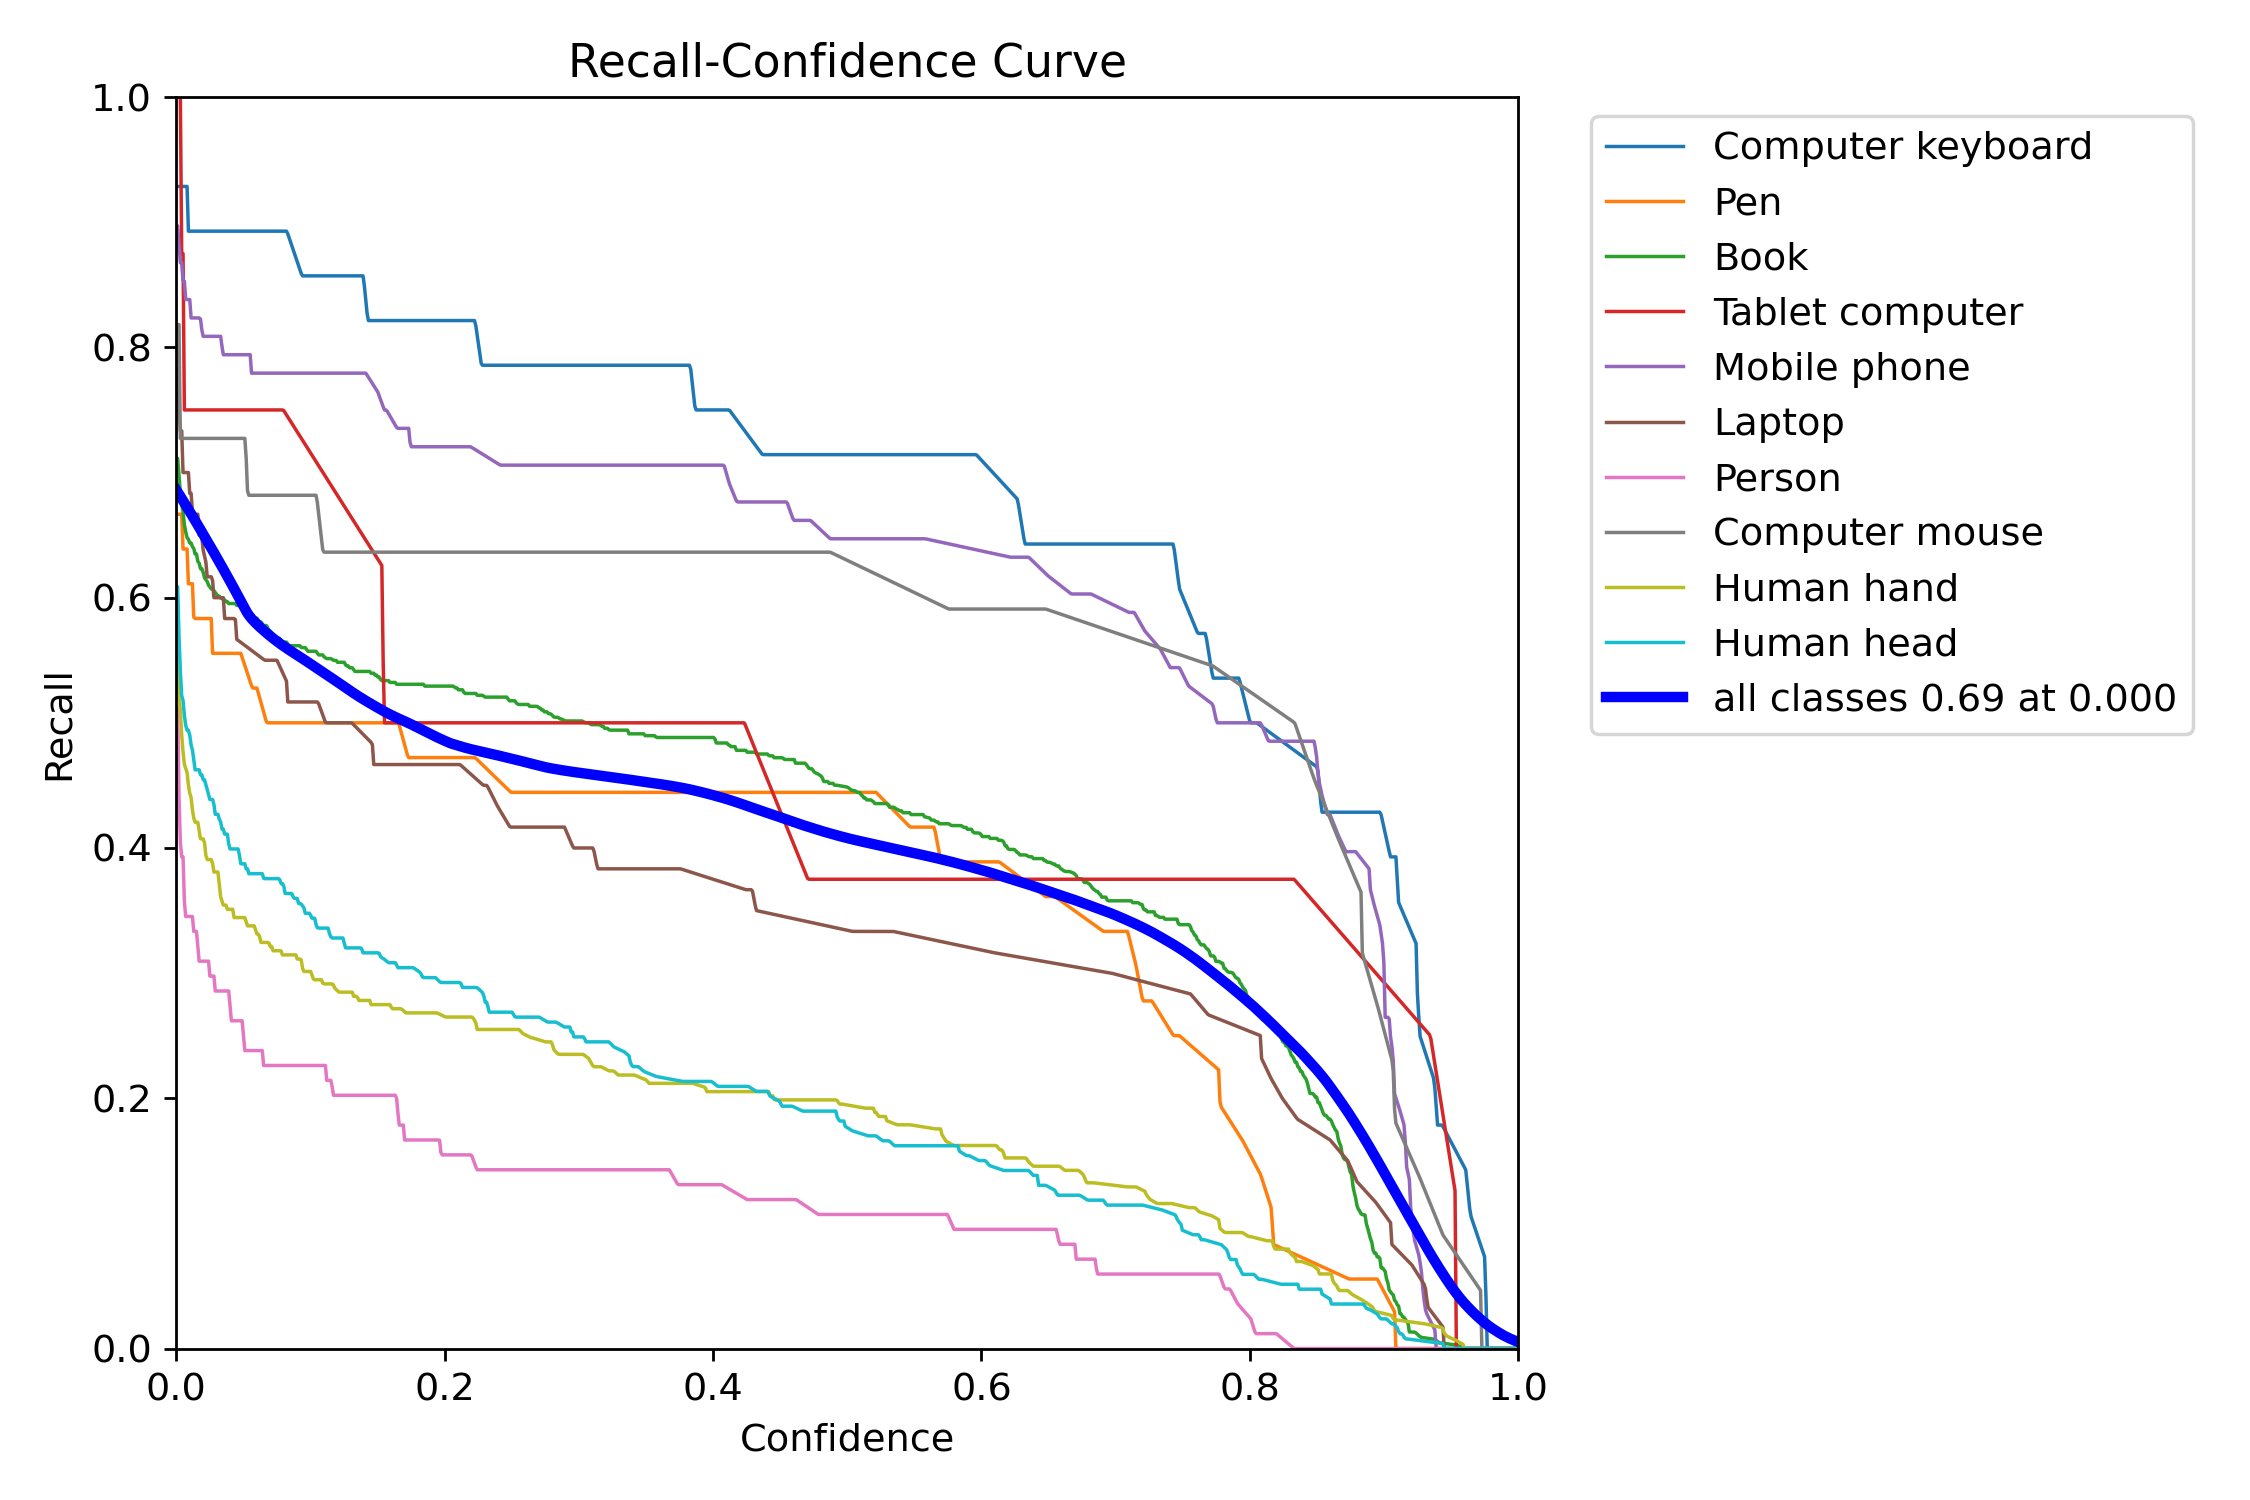 Recall-Confidence Curve
1.0
0.8
0.6
0.4
0.2
0.0
Recall
0.0 0.2 0.4 0.6 0.8 1.0
Confidence
Computer keyboard
Pen
Book
Tablet computer
Mobile phone
Laptop
Person
Computer mouse
Human hand
Human head
all classes 0.69 at 0.000